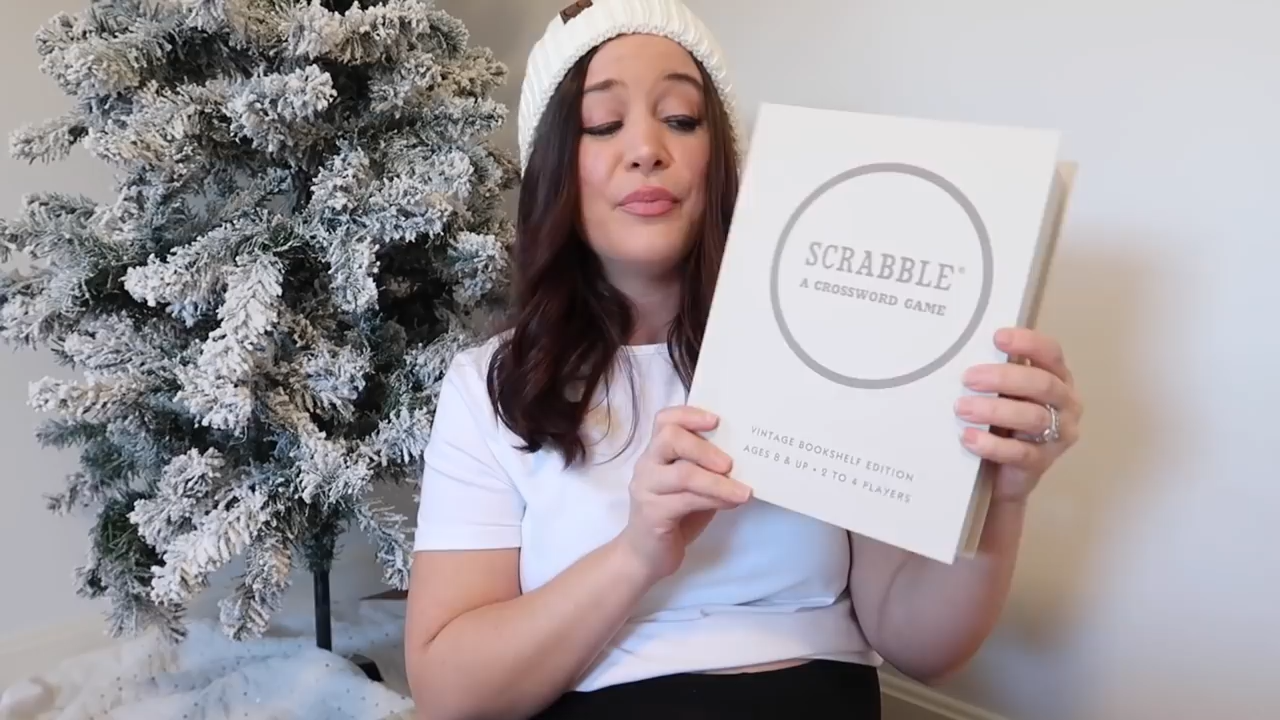 SCRABBLE®
A CROSSWORD GAME
VINTAGE BOOKSHELF EDITION
AGES 8 & UP • 2 TO 4 PLAYERS